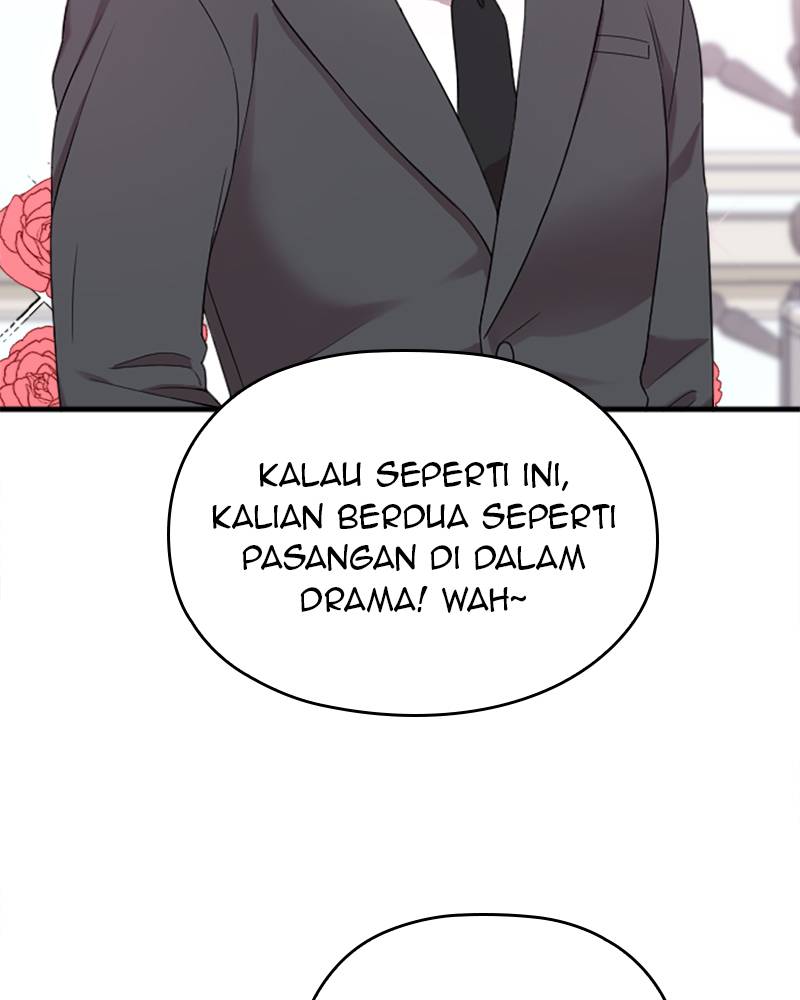 KALAU SEPERTI INI,
KALIAN BERDUA SEPERTI
PASANGAN DI DALAM
DRAMA! WAH~